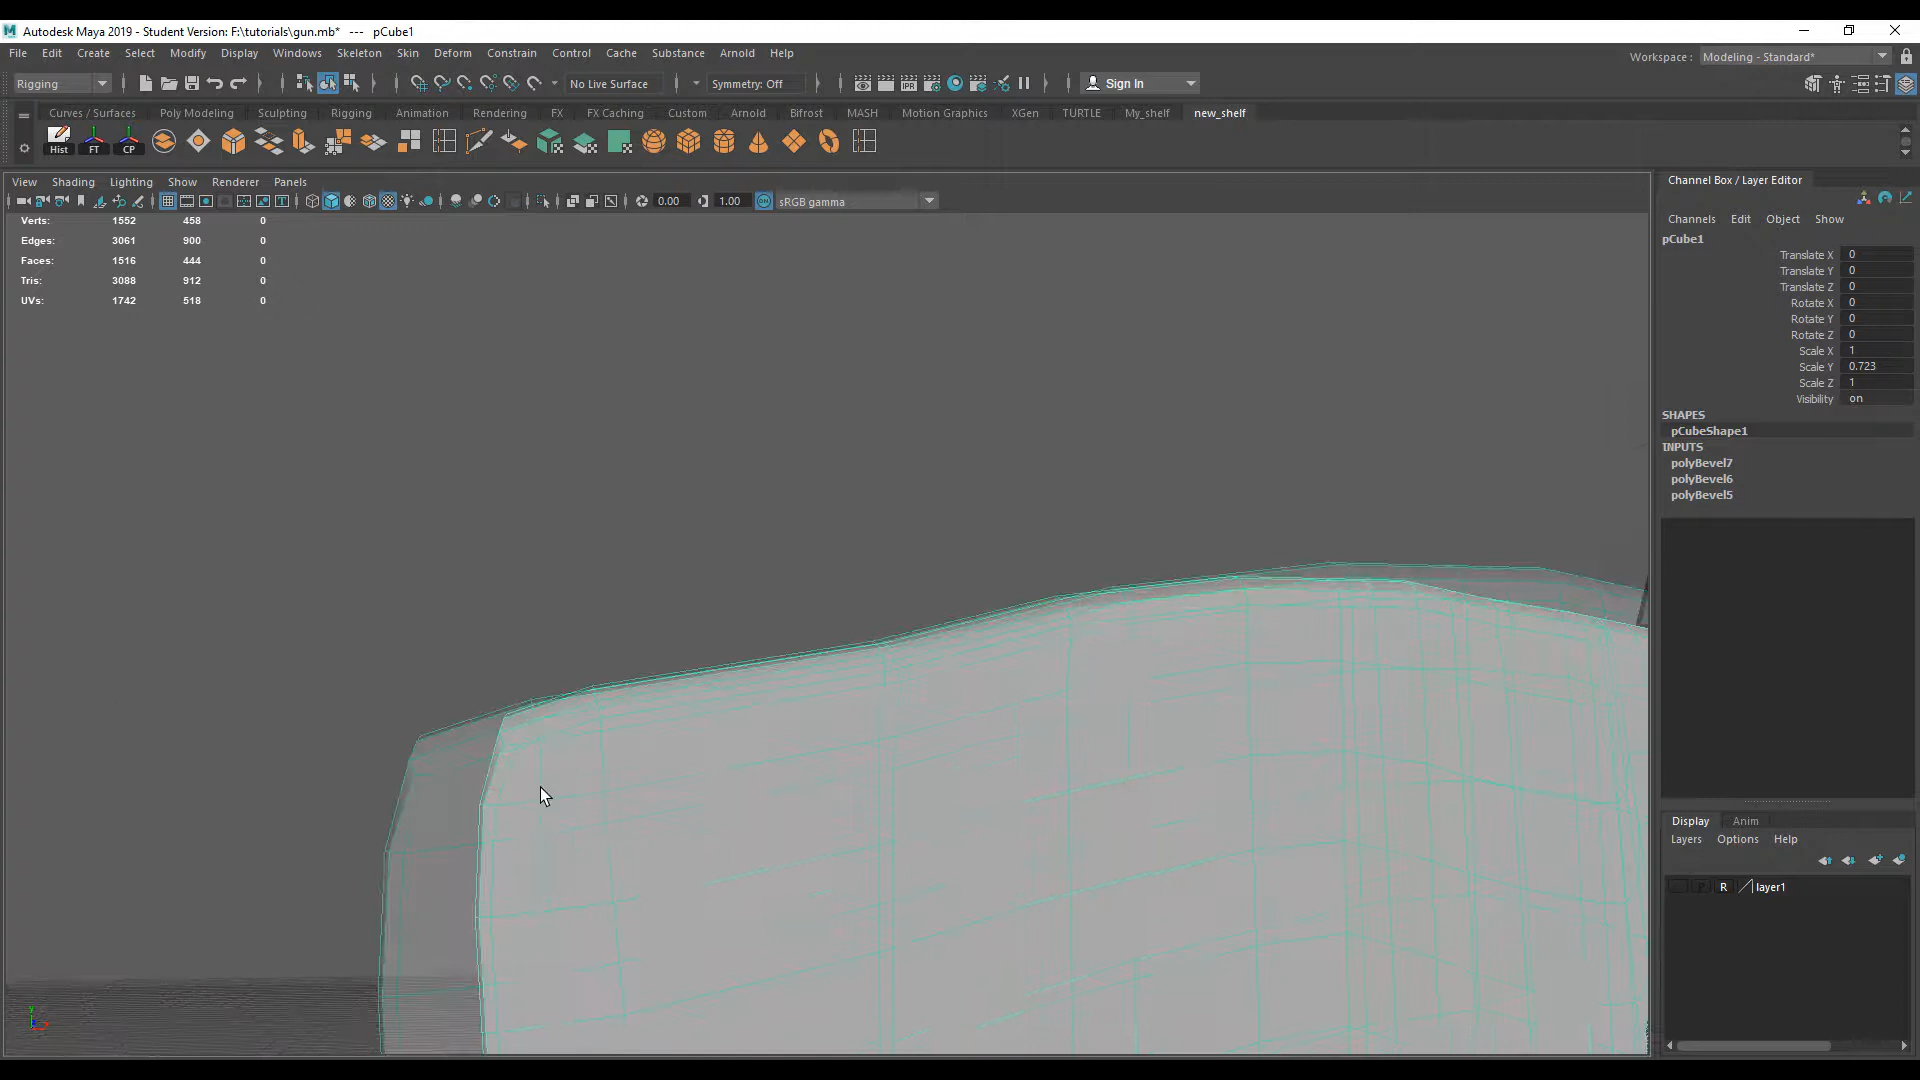 Autodesk Maya 2019 - Student Version: F:\tutorials\gun.mb* --- pCube1
File Edit Create Select Modify Display Windows Skeleton Skin Deform Constrain Control Cache Substance Arnold Help
Workspace : Modeling - Standard*
Rigging No Live Surface Symmetry: Off IPR Sign In
Curves / Surfaces Poly Modeling Sculpting Rigging Animation Rendering FX FX Caching Custom Arnold Bifrost MASH Motion Graphics XGen TURTLE My_shelf new_shelf
Hist FT CP
View Shading Lighting Show Renderer Panels
0.00 1.00 ON sRGB gamma
Verts: 1552 458 0
Edges: 3061 900 0
Faces: 1516 444 0
Tris: 3088 912 0
UVs: 1742 518 0
Channel Box / Layer Editor
Channels Edit Object Show
pCube1
Translate X 0
Translate Y 0
Translate Z 0
Rotate X 0
Rotate Y 0
Rotate Z 0
Scale X 1
Scale Y 0.723
Scale Z 1
Visibility on
SHAPES
pCubeShape1
INPUTS
polyBevel7
polyBevel6
polyBevel5
Display Anim
Layers Options Help
P R layer1